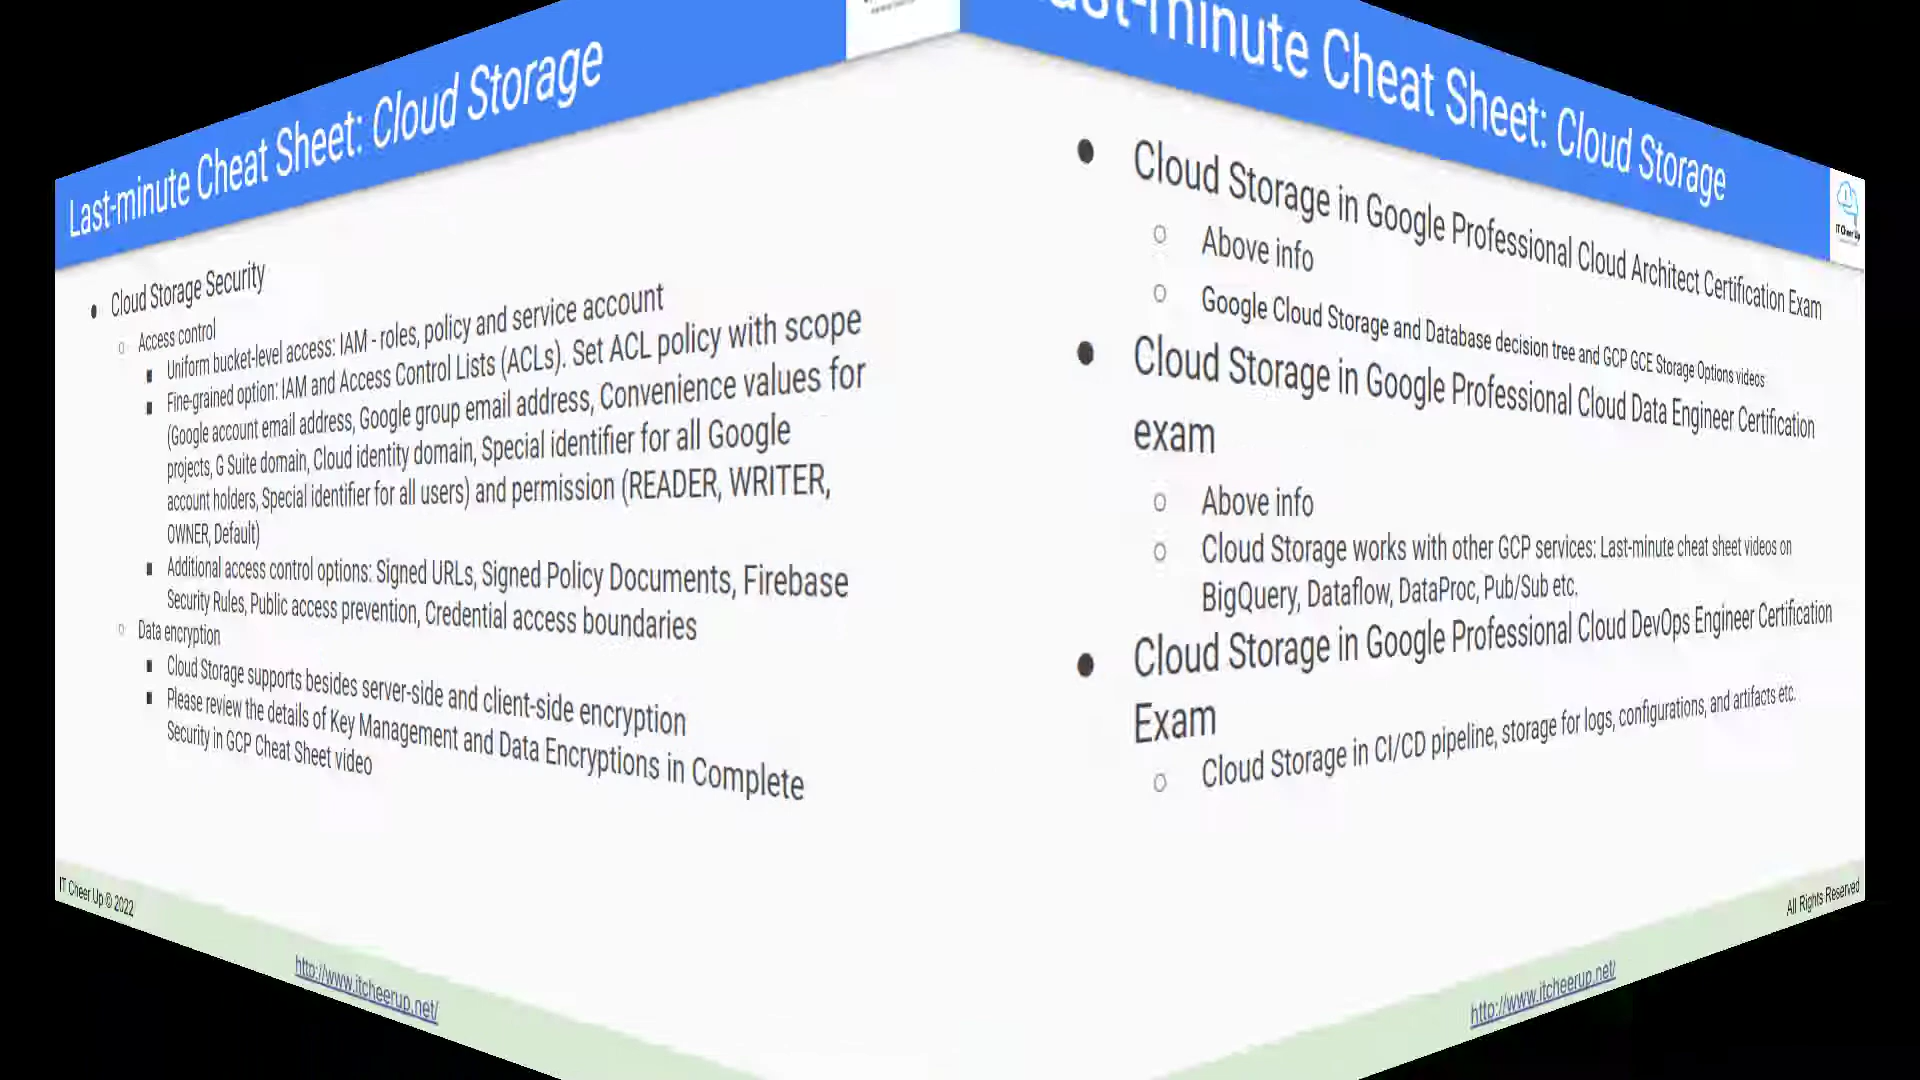 Last-minute Cheat Sheet: Cloud Storage
Cloud Storage Security
Access control
Uniform bucket-level access: IAM - roles, policy and service account
Fine-grained option: IAM and Access Control Lists (ACLs). Set ACL policy with scope
(Google account email address, Google group email address, Convenience values for
projects, G Suite domain, Cloud identity domain, Special identifier for all Google
account holders, Special identifier for all users) and permission (READER, WRITER,
OWNER, Default)
Additional access control options: Signed URLs, Signed Policy Documents, Firebase
Security Rules, Public access prevention, Credential access boundaries
Data encryption
Cloud Storage supports besides server-side and client-side encryption
Please review the details of Key Management and Data Encryptions in Complete
Security in GCP Cheat Sheet video
IT Cheer Up © 2022
http://www.itcheerup.net/
Last-minute Cheat Sheet: Cloud Storage
IT Cheer Up
Cloud Storage in Google Professional Cloud Architect Certification Exam
Above info
Google Cloud Storage and Database decision tree and GCP GCE Storage Options videos
Cloud Storage in Google Professional Cloud Data Engineer Certification
exam
Above info
Cloud Storage works with other GCP services: Last-minute cheat sheet videos on
BigQuery, Dataflow, DataProc, Pub/Sub etc.
Cloud Storage in Google Professional Cloud DevOps Engineer Certification
Exam
Cloud Storage in CI/CD pipeline, storage for logs, configurations, and artifacts etc.
All Rights Reserved
http://www.itcheerup.net/